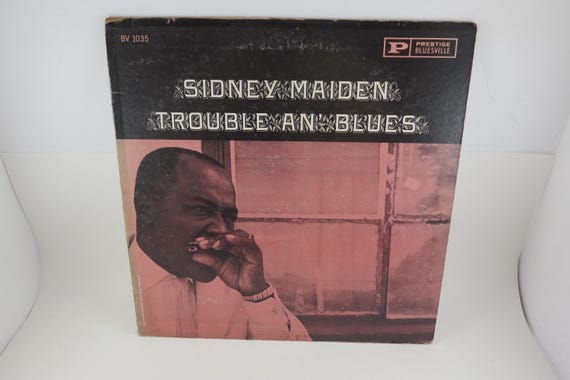 BV 1035
P PRESTIGE
BLUESVILLE
SIDNEY MAIDEN
TROUBLE AN' BLUES